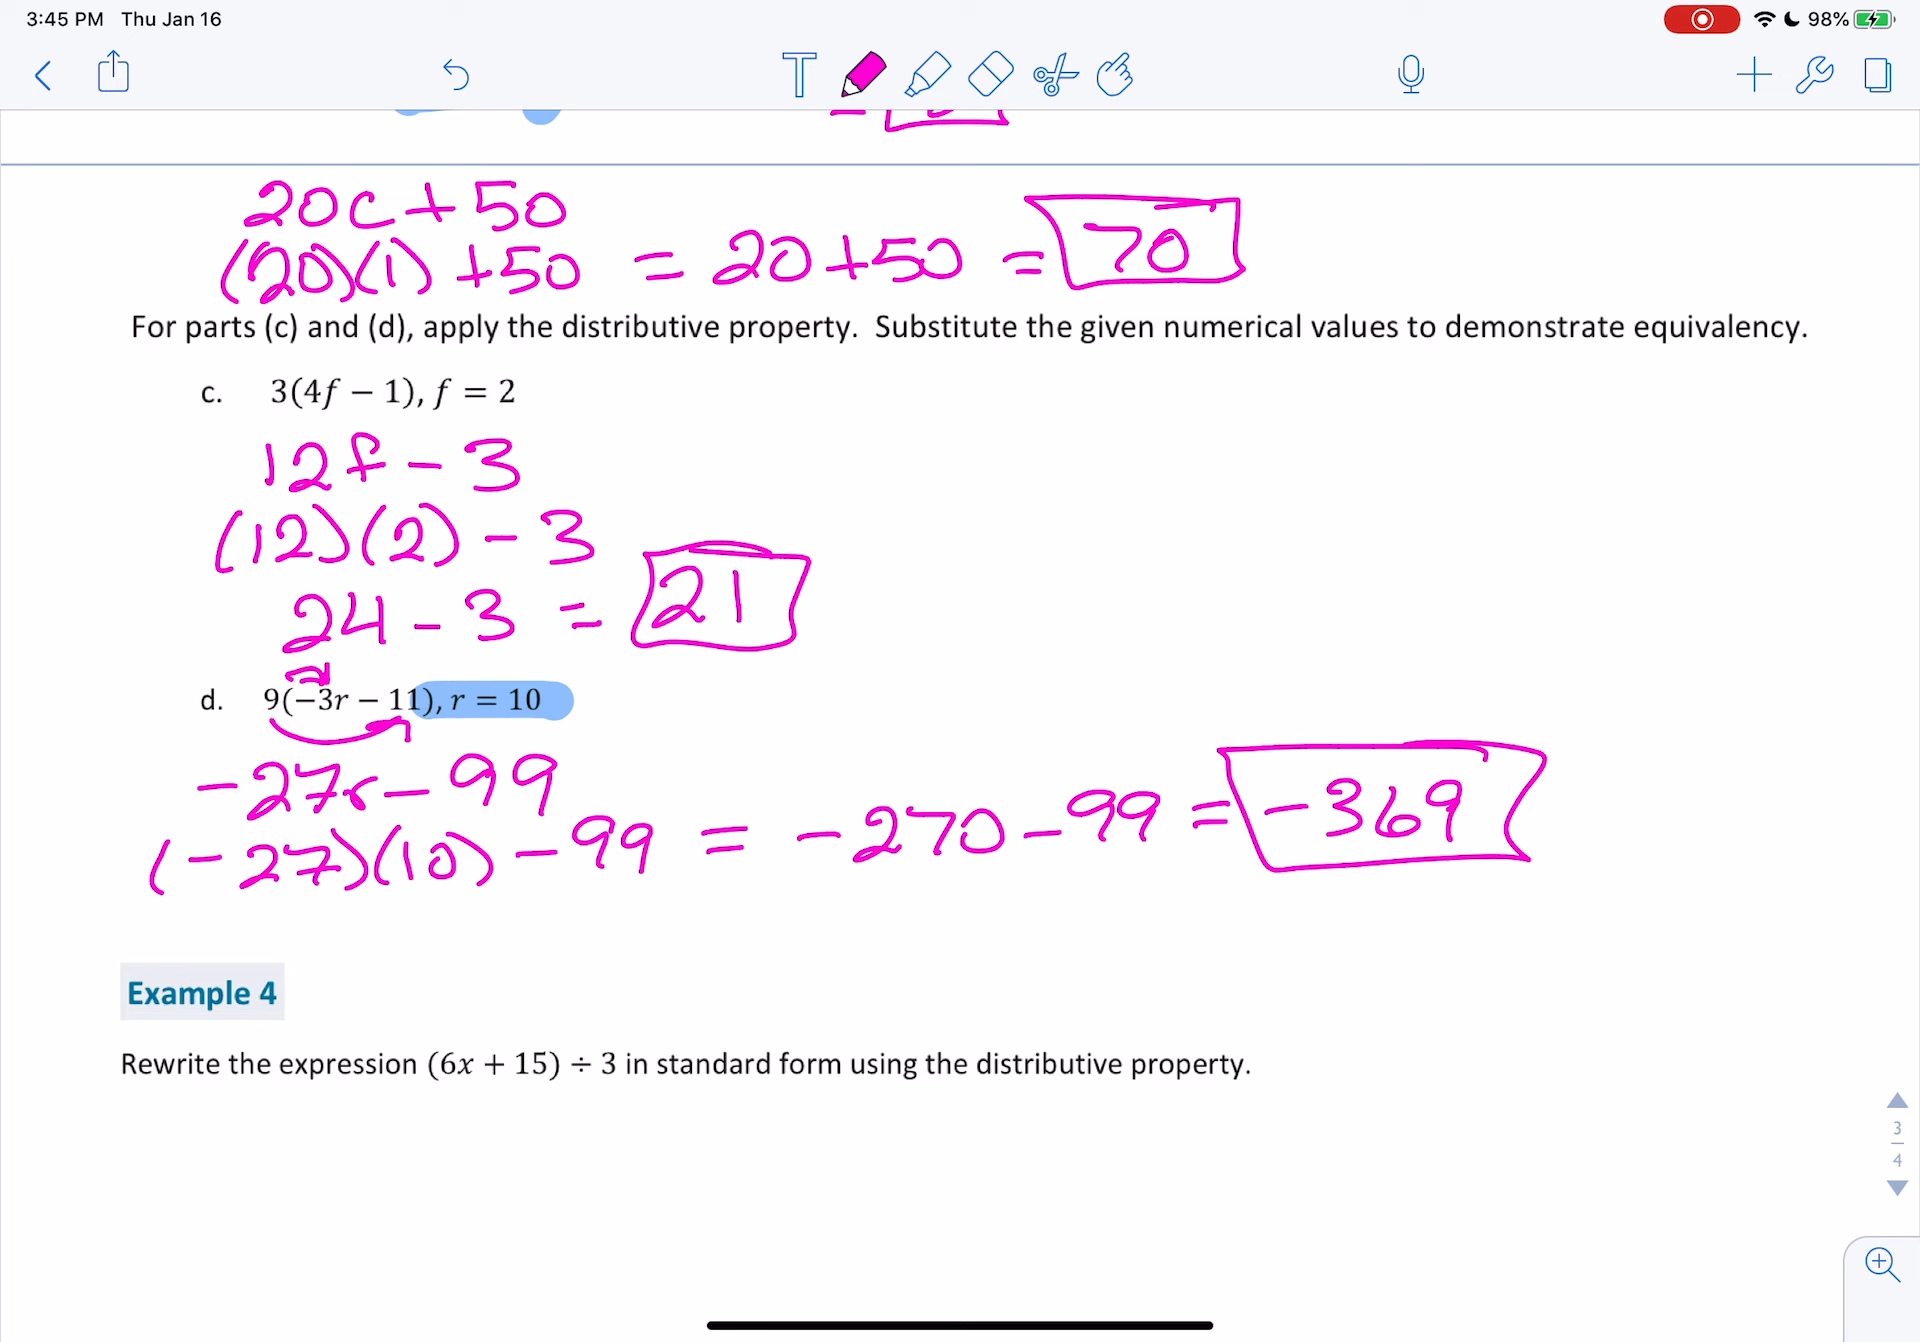 3:45 PM Thu Jan 16
98%
T
20c + 50
(20)(1) + 50 = 20 + 50 = 70
For parts (c) and (d), apply the distributive property. Substitute the given numerical values to demonstrate equivalency.
c. 3(4f − 1), f = 2
12f − 3
(12)(2) − 3
24 − 3 = 21
d. 9(−3r − 11), r = 10
−27r − 99
(−27)(10) − 99 = −270 − 99 = −369
Example 4
Rewrite the expression (6x + 15) ÷ 3 in standard form using the distributive property.
3
4